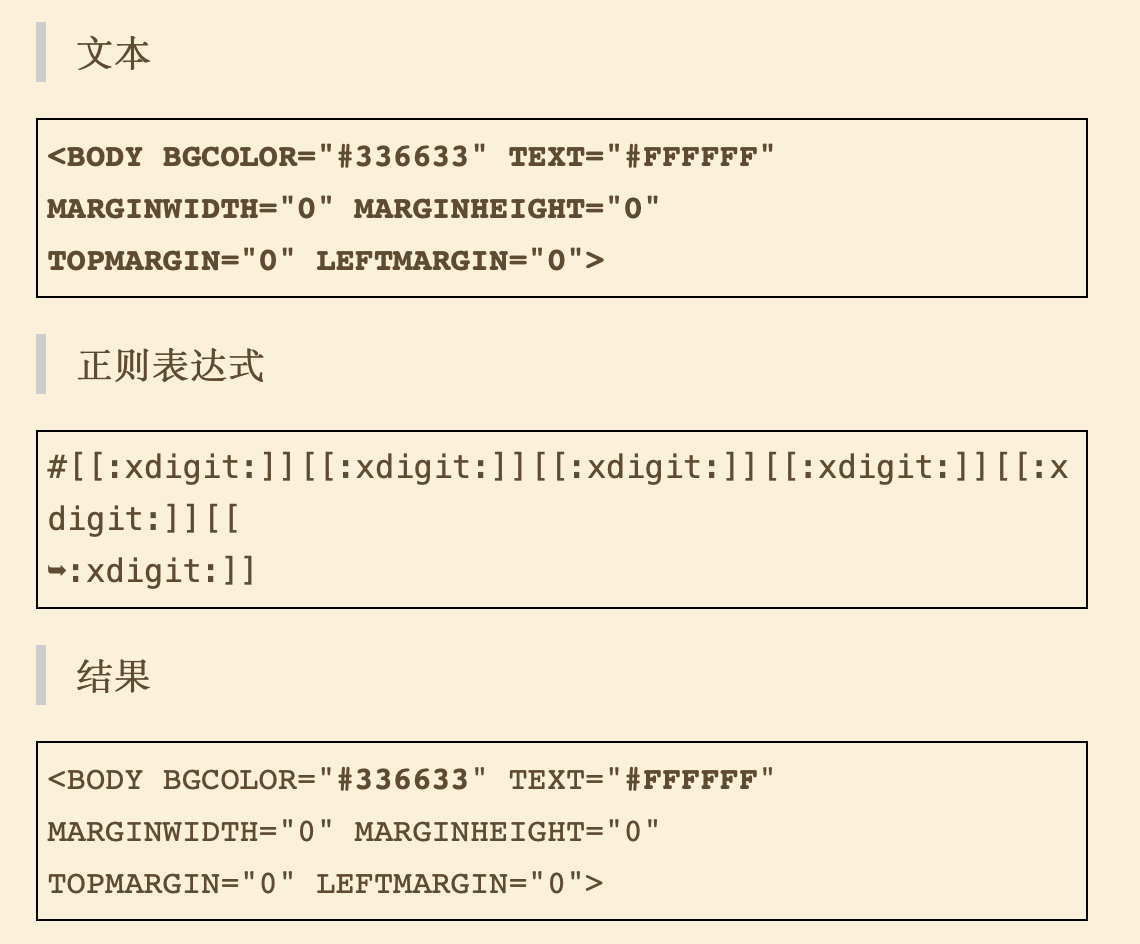 文本
<BODY BGCOLOR="#336633" TEXT="#FFFFFF"
MARGINWIDTH="0" MARGINHEIGHT="0"
TOPMARGIN="0" LEFTMARGIN="0">
正则表达式
#[[:xdigit:]][[:xdigit:]][[:xdigit:]][[:xdigit:]][[:x
digit:]][[
➥:xdigit:]]
结果
<BODY BGCOLOR="#336633" TEXT="#FFFFFF"
MARGINWIDTH="0" MARGINHEIGHT="0"
TOPMARGIN="0" LEFTMARGIN="0">